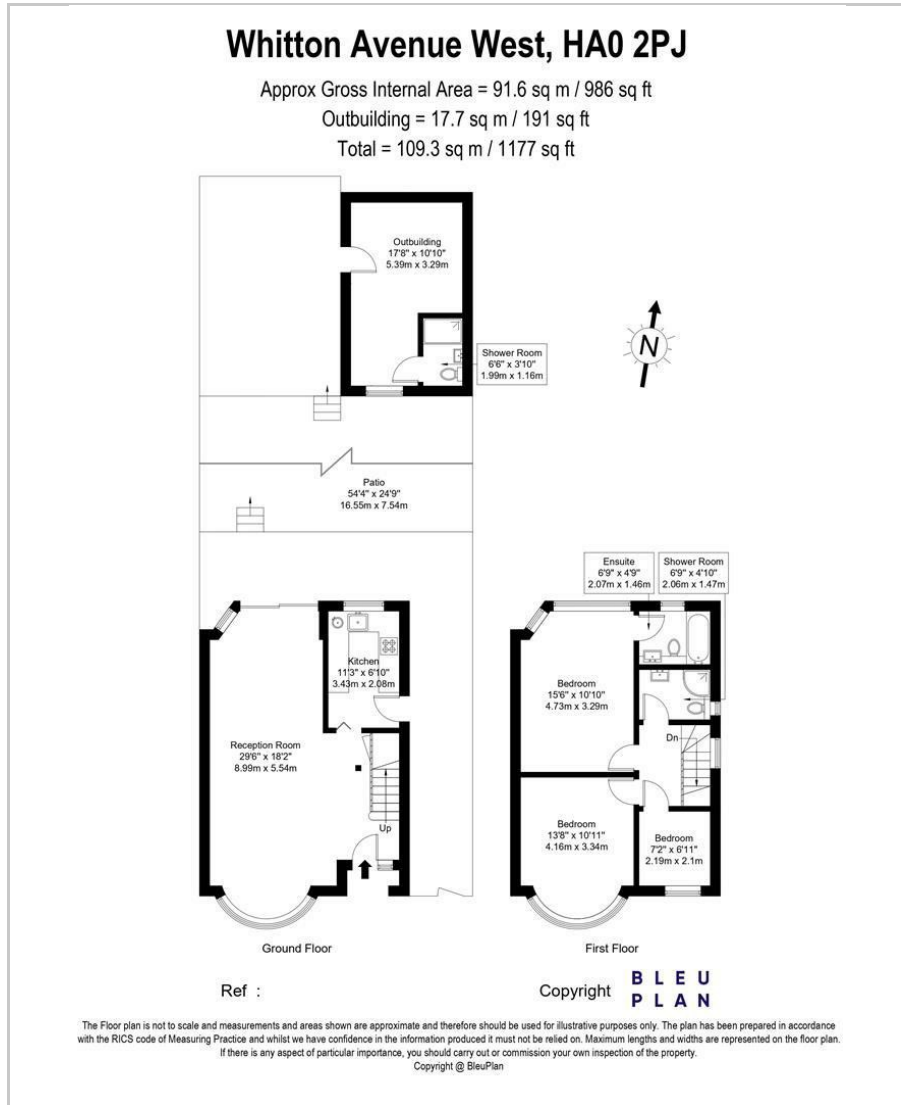 Whitton Avenue West, HA0 2PJ
Approx Gross Internal Area = 91.6 sq m / 986 sq ft
Outbuilding = 17.7 sq m / 191 sq ft
Total = 109.3 sq m / 1177 sq ft
Outbuilding
17'8" x 10'10"
5.39m x 3.29m
Shower Room
6'6" x 3'10"
1.99m x 1.16m
N
Patio
54'4" x 24'9"
16.55m x 7.54m
Kitchen
11'3" x 6'10"
3.43m x 2.08m
Reception Room
29'6" x 18'2"
8.99m x 5.54m
Up
Ground Floor
Ensuite
6'9" x 4'9"
2.07m x 1.46m
Shower Room
6'9" x 4'10"
2.06m x 1.47m
Bedroom
15'6" x 10'10"
4.73m x 3.29m
Dn
Bedroom
13'8" x 10'11"
4.16m x 3.34m
Bedroom
7'2" x 6'11"
2.19m x 2.1m
First Floor
Ref :
Copyright
BLEU
PLAN
The Floor plan is not to scale and measurements and areas shown are approximate and therefore should be used for illustrative purposes only. The plan has been prepared in accordance
with the RICS code of Measuring Practice and whilst we have confidence in the information produced it must not be relied on. Maximum lengths and widths are represented on the floor plan.
If there is any aspect of particular importance, you should carry out or commission your own inspection of the property.
Copyright @ BleuPlan